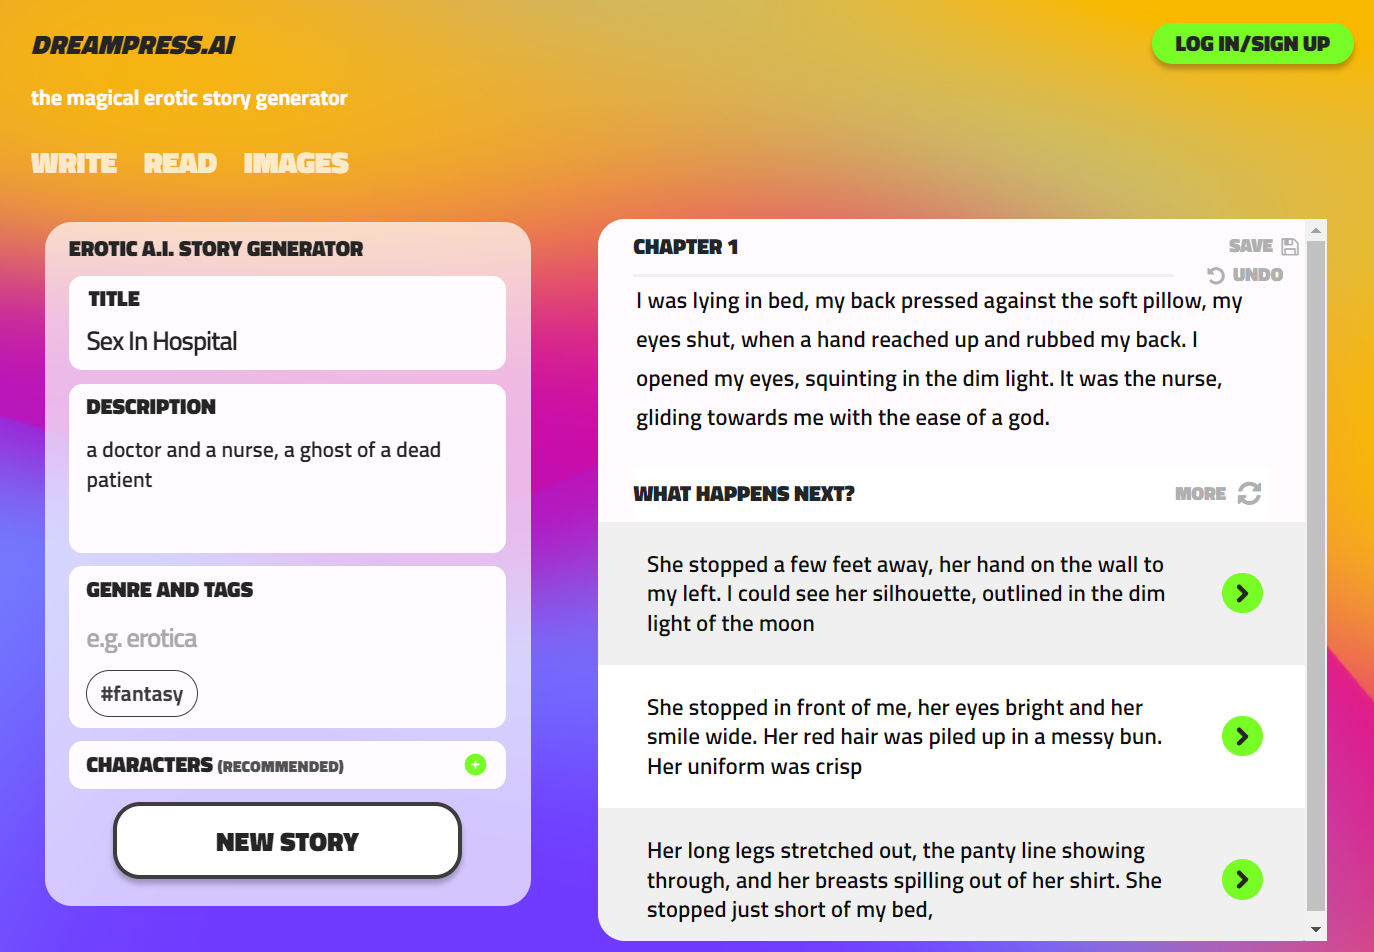 DREAMPRESS.AI
LOG IN/SIGN UP
the magical erotic story generator
WRITE READ IMAGES
EROTIC A.I. STORY GENERATOR
TITLE
Sex In Hospital
DESCRIPTION
a doctor and a nurse, a ghost of a dead
patient
GENRE AND TAGS
e.g. erotica
#fantasy
CHARACTERS (RECOMMENDED)
NEW STORY
CHAPTER 1
SAVE
UNDO
I was lying in bed, my back pressed against the soft pillow, my
eyes shut, when a hand reached up and rubbed my back. I
opened my eyes, squinting in the dim light. It was the nurse,
gliding towards me with the ease of a god.
WHAT HAPPENS NEXT?
MORE
She stopped a few feet away, her hand on the wall to
my left. I could see her silhouette, outlined in the dim
light of the moon
She stopped in front of me, her eyes bright and her
smile wide. Her red hair was piled up in a messy bun.
Her uniform was crisp
Her long legs stretched out, the panty line showing
through, and her breasts spilling out of her shirt. She
stopped just short of my bed,